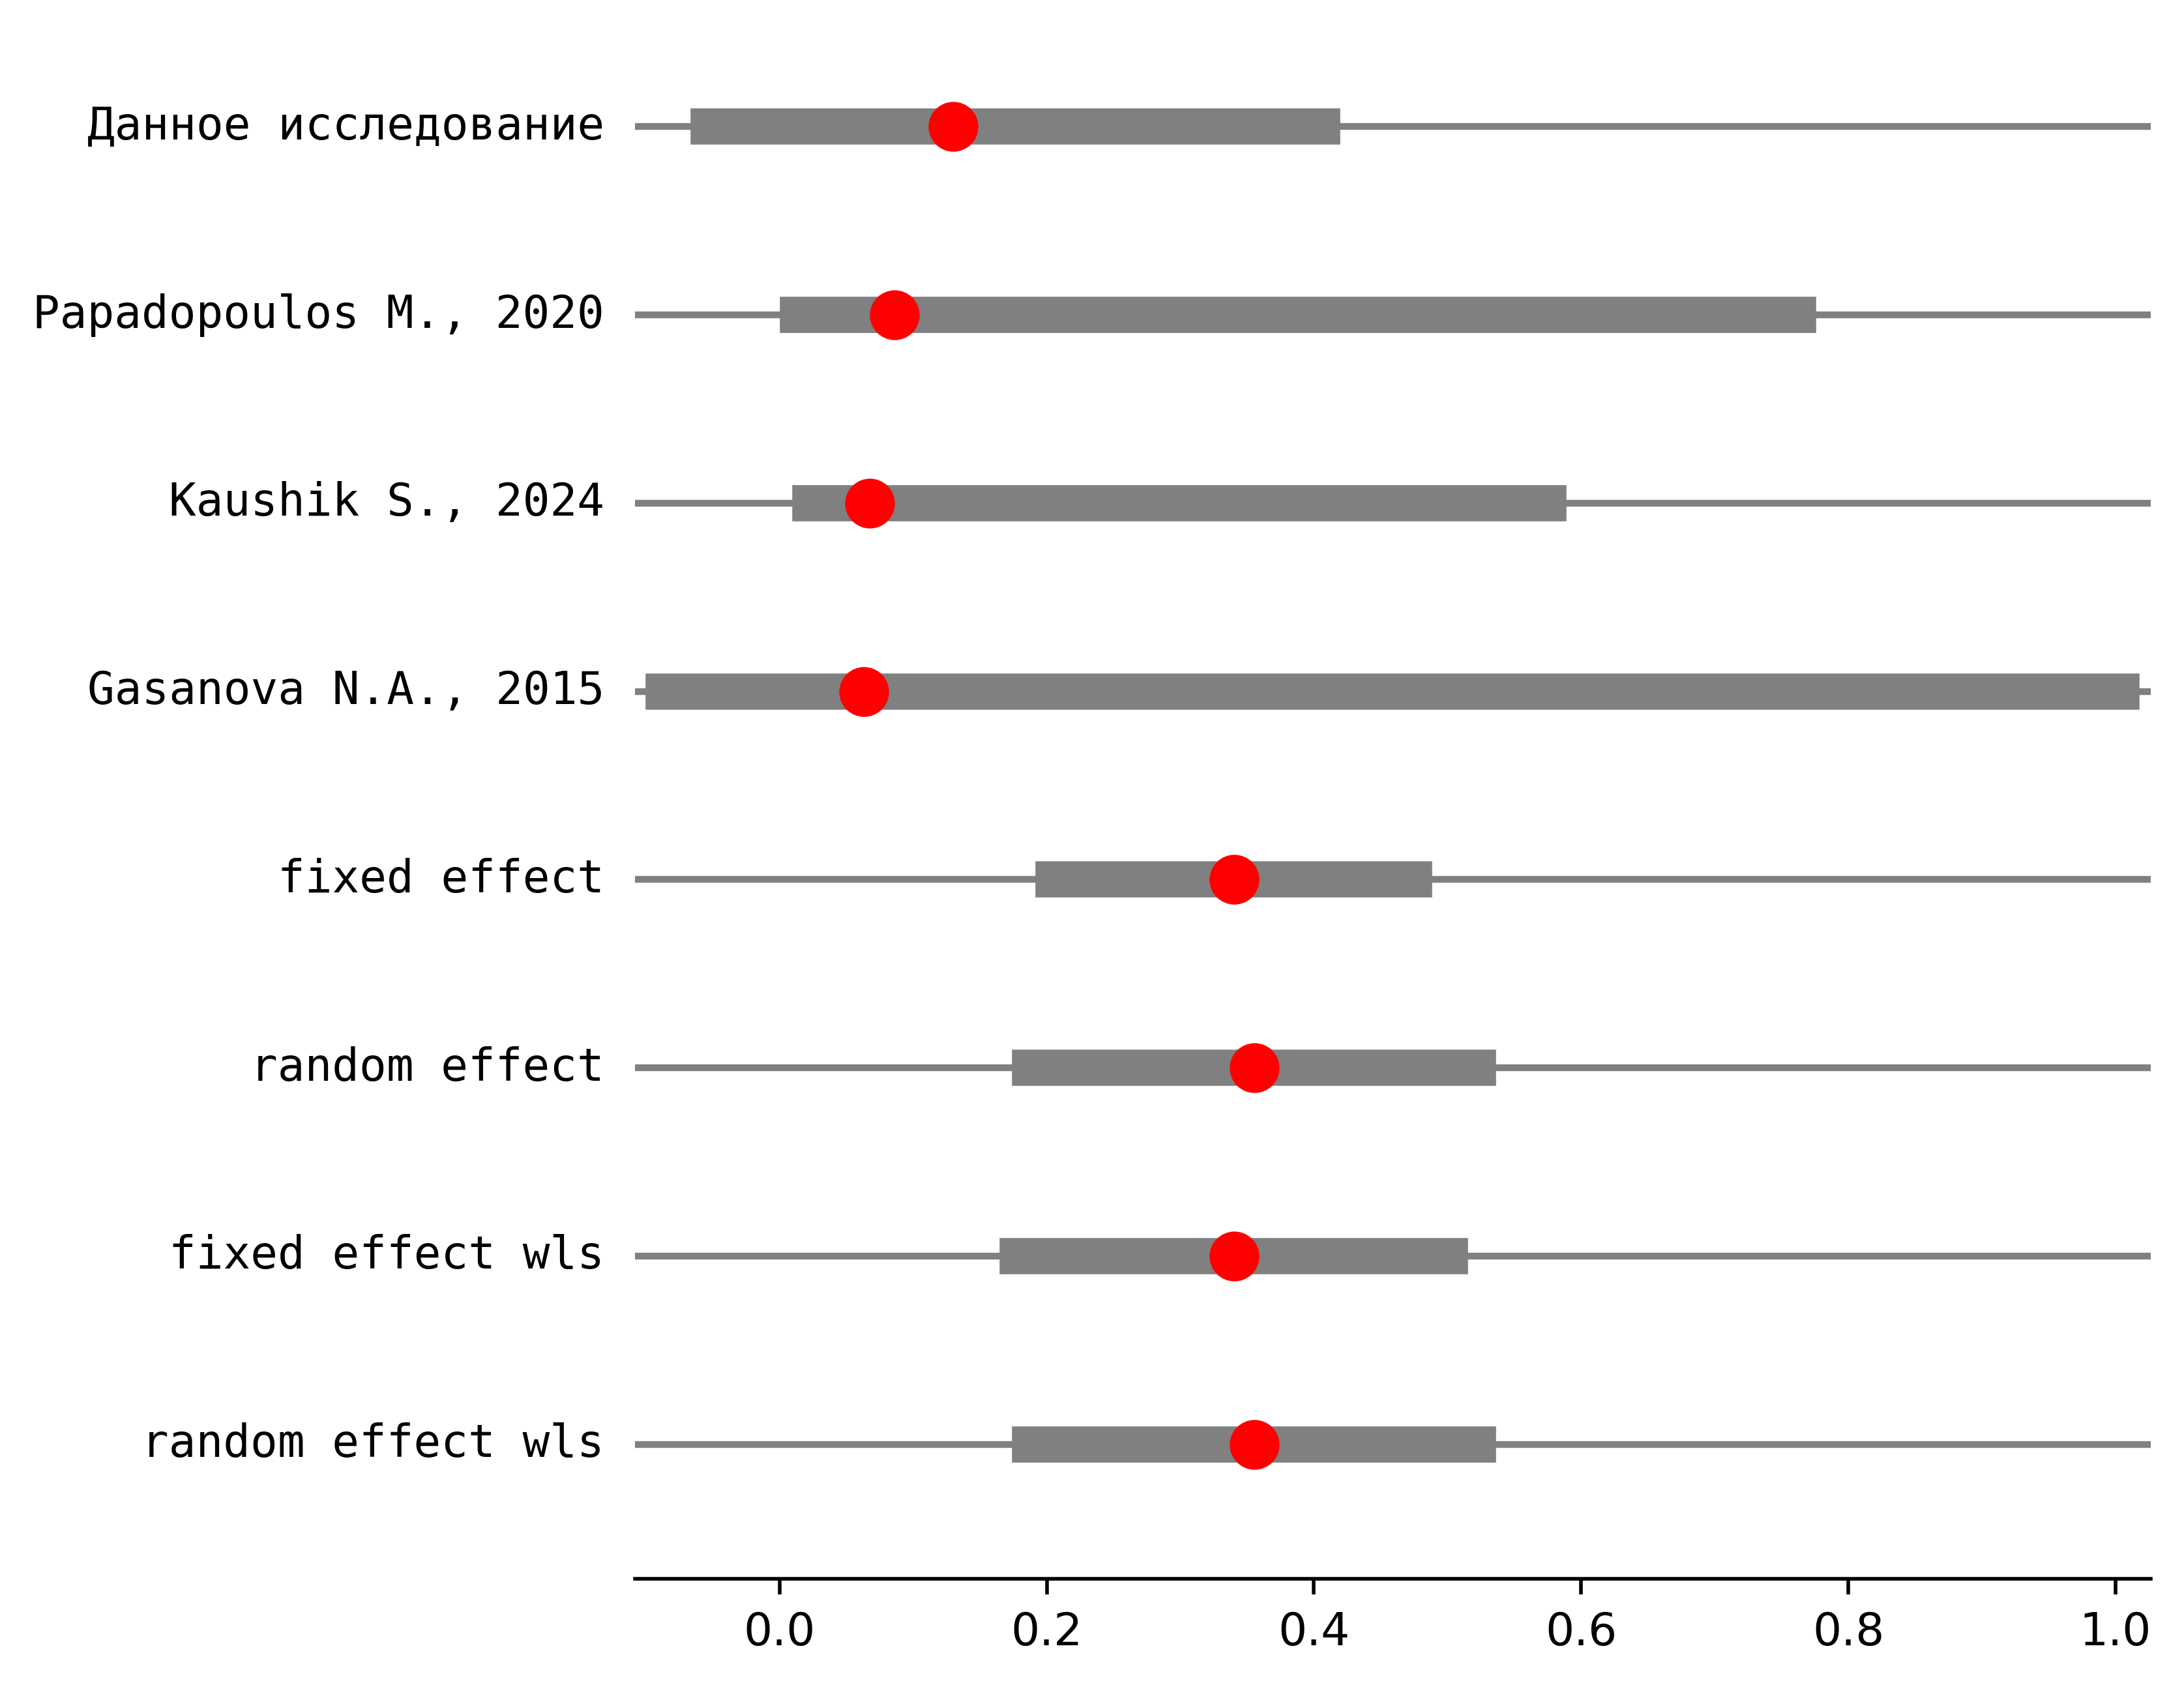 Данное исследование
Papadopoulos M., 2020
Kaushik S., 2024
Gasanova N.A., 2015
fixed effect
random effect
fixed effect wls
random effect wls
0.0 0.2 0.4 0.6 0.8 1.0